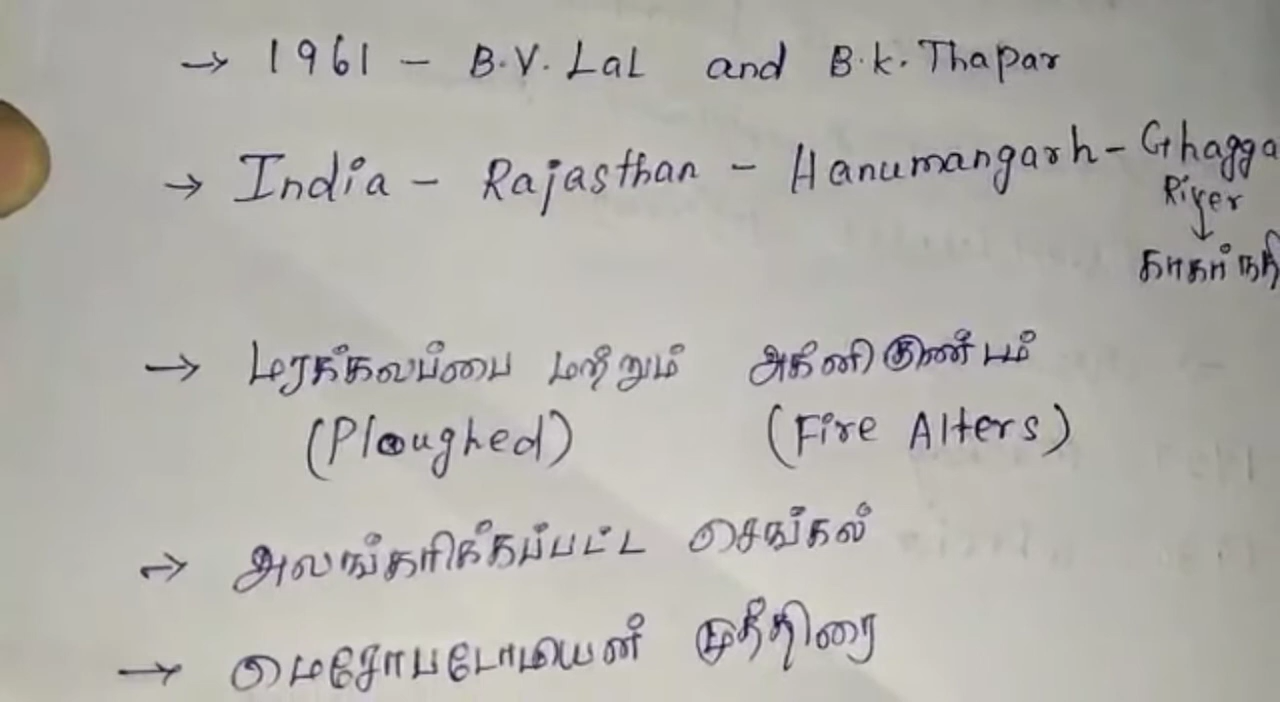 → 1961 - B.V. Lal and B.K. Thapar
→ India - Rajasthan - Hanumangarh - Ghagga
River
↓
காகர் நதி
→ மரக்கலப்பை மற்றும் அக்னி குண்டம்
(Ploughed) (Fire Alters)
→ அலங்கரிக்கப்பட்ட செங்கல்
→ மெசோபடோமியன் முத்திரை